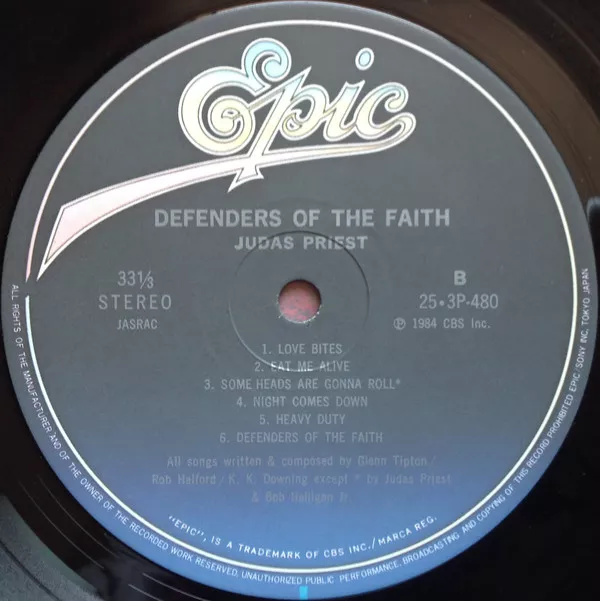 Epic
DEFENDERS OF THE FAITH
JUDAS PRIEST
33⅓
STEREO
JASRAC
B
25•3P-480
℗ 1984 CBS Inc.
1. LOVE BITES
2. EAT ME ALIVE
3. SOME HEADS ARE GONNA ROLL*
4. NIGHT COMES DOWN
5. HEAVY DUTY
6. DEFENDERS OF THE FAITH
All songs written & composed by Glenn Tipton/
Rob Halford/K. K. Downing except * by Judas Priest
& Bob Halligan Jr.
"EPIC", IS A TRADEMARK OF CBS INC./MARCA REG.
ALL RIGHTS OF THE MANUFACTURER AND OF THE OWNER OF THE RECORDED WORK RESERVED. UNAUTHORIZED PUBLIC PERFORMANCE, BROADCASTING AND COPYING OF THIS RECORD PROHIBITED EPIC/SONY INC. TOKYO JAPAN